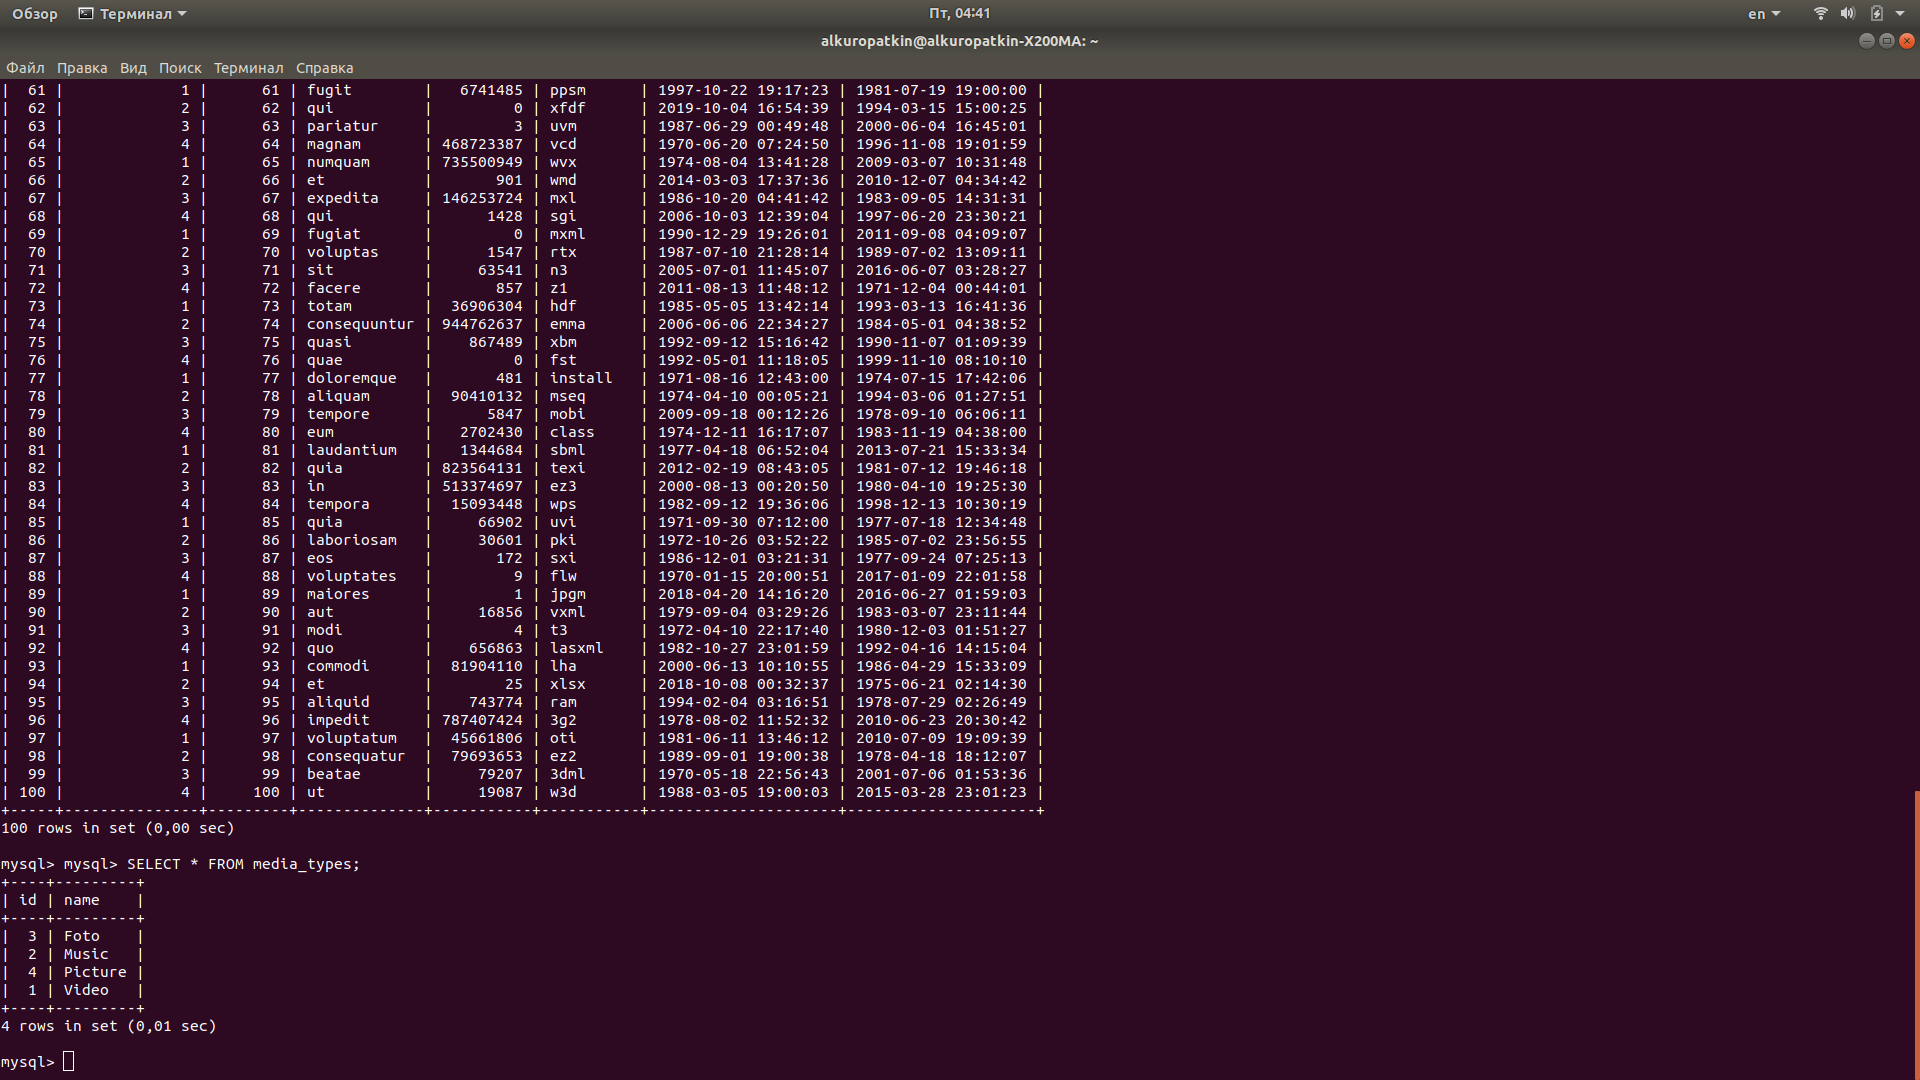 Обзор Терминал Пт, 04:41 en
alkuropatkin@alkuropatkin-X200MA: ~
Файл Правка Вид Поиск Терминал Справка
|  61 |             1 |      61 | fugit        |   6741485 | ppsm      | 1997-10-22 19:17:23 | 1981-07-19 19:00:00 |
|  62 |             2 |      62 | qui          |         0 | xfdf      | 2019-10-04 16:54:39 | 1994-03-15 15:00:25 |
|  63 |             3 |      63 | pariatur     |         3 | uvm       | 1987-06-29 00:49:48 | 2000-06-04 16:45:01 |
|  64 |             4 |      64 | magnam       | 468723387 | vcd       | 1970-06-20 07:24:50 | 1996-11-08 19:01:59 |
|  65 |             1 |      65 | numquam      | 735500949 | wvx       | 1974-08-04 13:41:28 | 2009-03-07 10:31:48 |
|  66 |             2 |      66 | et           |       901 | wmd       | 2014-03-03 17:37:36 | 2010-12-07 04:34:42 |
|  67 |             3 |      67 | expedita     | 146253724 | mxl       | 1986-10-20 04:41:42 | 1983-09-05 14:31:31 |
|  68 |             4 |      68 | qui          |      1428 | sgi       | 2006-10-03 12:39:04 | 1997-06-20 23:30:21 |
|  69 |             1 |      69 | fugiat       |         0 | mxml      | 1990-12-29 19:26:01 | 2011-09-08 04:09:07 |
|  70 |             2 |      70 | voluptas     |      1547 | rtx       | 1987-07-10 21:28:14 | 1989-07-02 13:09:11 |
|  71 |             3 |      71 | sit          |     63541 | n3        | 2005-07-01 11:45:07 | 2016-06-07 03:28:27 |
|  72 |             4 |      72 | facere       |       857 | z1        | 2011-08-13 11:48:12 | 1971-12-04 00:44:01 |
|  73 |             1 |      73 | totam        |  36906304 | hdf       | 1985-05-05 13:42:14 | 1993-03-13 16:41:36 |
|  74 |             2 |      74 | consequuntur | 944762637 | emma      | 2006-06-06 22:34:27 | 1984-05-01 04:38:52 |
|  75 |             3 |      75 | quasi        |    867489 | xbm       | 1992-09-12 15:16:42 | 1990-11-07 01:09:39 |
|  76 |             4 |      76 | quae         |         0 | fst       | 1992-05-01 11:18:05 | 1999-11-10 08:10:10 |
|  77 |             1 |      77 | doloremque   |       481 | install   | 1971-08-16 12:43:00 | 1974-07-15 17:42:06 |
|  78 |             2 |      78 | aliquam      |  90410132 | mseq      | 1974-04-10 00:05:21 | 1994-03-06 01:27:51 |
|  79 |             3 |      79 | tempore      |      5847 | mobi      | 2009-09-18 00:12:26 | 1978-09-10 06:06:11 |
|  80 |             4 |      80 | eum          |   2702430 | class     | 1974-12-11 16:17:07 | 1983-11-19 04:38:00 |
|  81 |             1 |      81 | laudantium   |   1344684 | sbml      | 1977-04-18 06:52:04 | 2013-07-21 15:33:34 |
|  82 |             2 |      82 | quia         | 823564131 | texi      | 2012-02-19 08:43:05 | 1981-07-12 19:46:18 |
|  83 |             3 |      83 | in           | 513374697 | ez3       | 2000-08-13 00:20:50 | 1980-04-10 19:25:30 |
|  84 |             4 |      84 | tempora      |  15093448 | wps       | 1982-09-12 19:36:06 | 1998-12-13 10:30:19 |
|  85 |             1 |      85 | quia         |     66902 | uvi       | 1971-09-30 07:12:00 | 1977-07-18 12:34:48 |
|  86 |             2 |      86 | laboriosam   |     30601 | pki       | 1972-10-26 03:52:22 | 1985-07-02 23:56:55 |
|  87 |             3 |      87 | eos          |       172 | sxi       | 1986-12-01 03:21:31 | 1977-09-24 07:25:13 |
|  88 |             4 |      88 | voluptates   |         9 | flw       | 1970-01-15 20:00:51 | 2017-01-09 22:01:58 |
|  89 |             1 |      89 | maiores      |         1 | jpgm      | 2018-04-20 14:16:20 | 2016-06-27 01:59:03 |
|  90 |             2 |      90 | aut          |     16856 | vxml      | 1979-09-04 03:29:26 | 1983-03-07 23:11:44 |
|  91 |             3 |      91 | modi         |         4 | t3        | 1972-04-10 22:17:40 | 1980-12-03 01:51:27 |
|  92 |             4 |      92 | quo          |    656863 | lasxml    | 1982-10-27 23:01:59 | 1992-04-16 14:15:04 |
|  93 |             1 |      93 | commodi      |  81904110 | lha       | 2000-06-13 10:10:55 | 1986-04-29 15:33:09 |
|  94 |             2 |      94 | et           |        25 | xlsx      | 2018-10-08 00:32:37 | 1975-06-21 02:14:30 |
|  95 |             3 |      95 | aliquid      |    743774 | ram       | 1994-02-04 03:16:51 | 1978-07-29 02:26:49 |
|  96 |             4 |      96 | impedit      | 787407424 | 3g2       | 1978-08-02 11:52:32 | 2010-06-23 20:30:42 |
|  97 |             1 |      97 | voluptatum   |  45661806 | oti       | 1981-06-11 13:46:12 | 2010-07-09 19:09:39 |
|  98 |             2 |      98 | consequatur  |  79693653 | ez2       | 1989-09-01 19:00:38 | 1978-04-18 18:12:07 |
|  99 |             3 |      99 | beatae       |     79207 | 3dml      | 1970-05-18 22:56:43 | 2001-07-06 01:53:36 |
| 100 |             4 |     100 | ut           |     19087 | w3d       | 1988-03-05 19:00:03 | 2015-03-28 23:01:23 |
+-----+---------------+---------+--------------+-----------+-----------+---------------------+---------------------+
100 rows in set (0,00 sec)
mysql> mysql> SELECT * FROM media_types;
+----+---------+
| id | name    |
+----+---------+
|  3 | Foto    |
|  2 | Music   |
|  4 | Picture |
|  1 | Video   |
+----+---------+
4 rows in set (0,01 sec)
mysql>